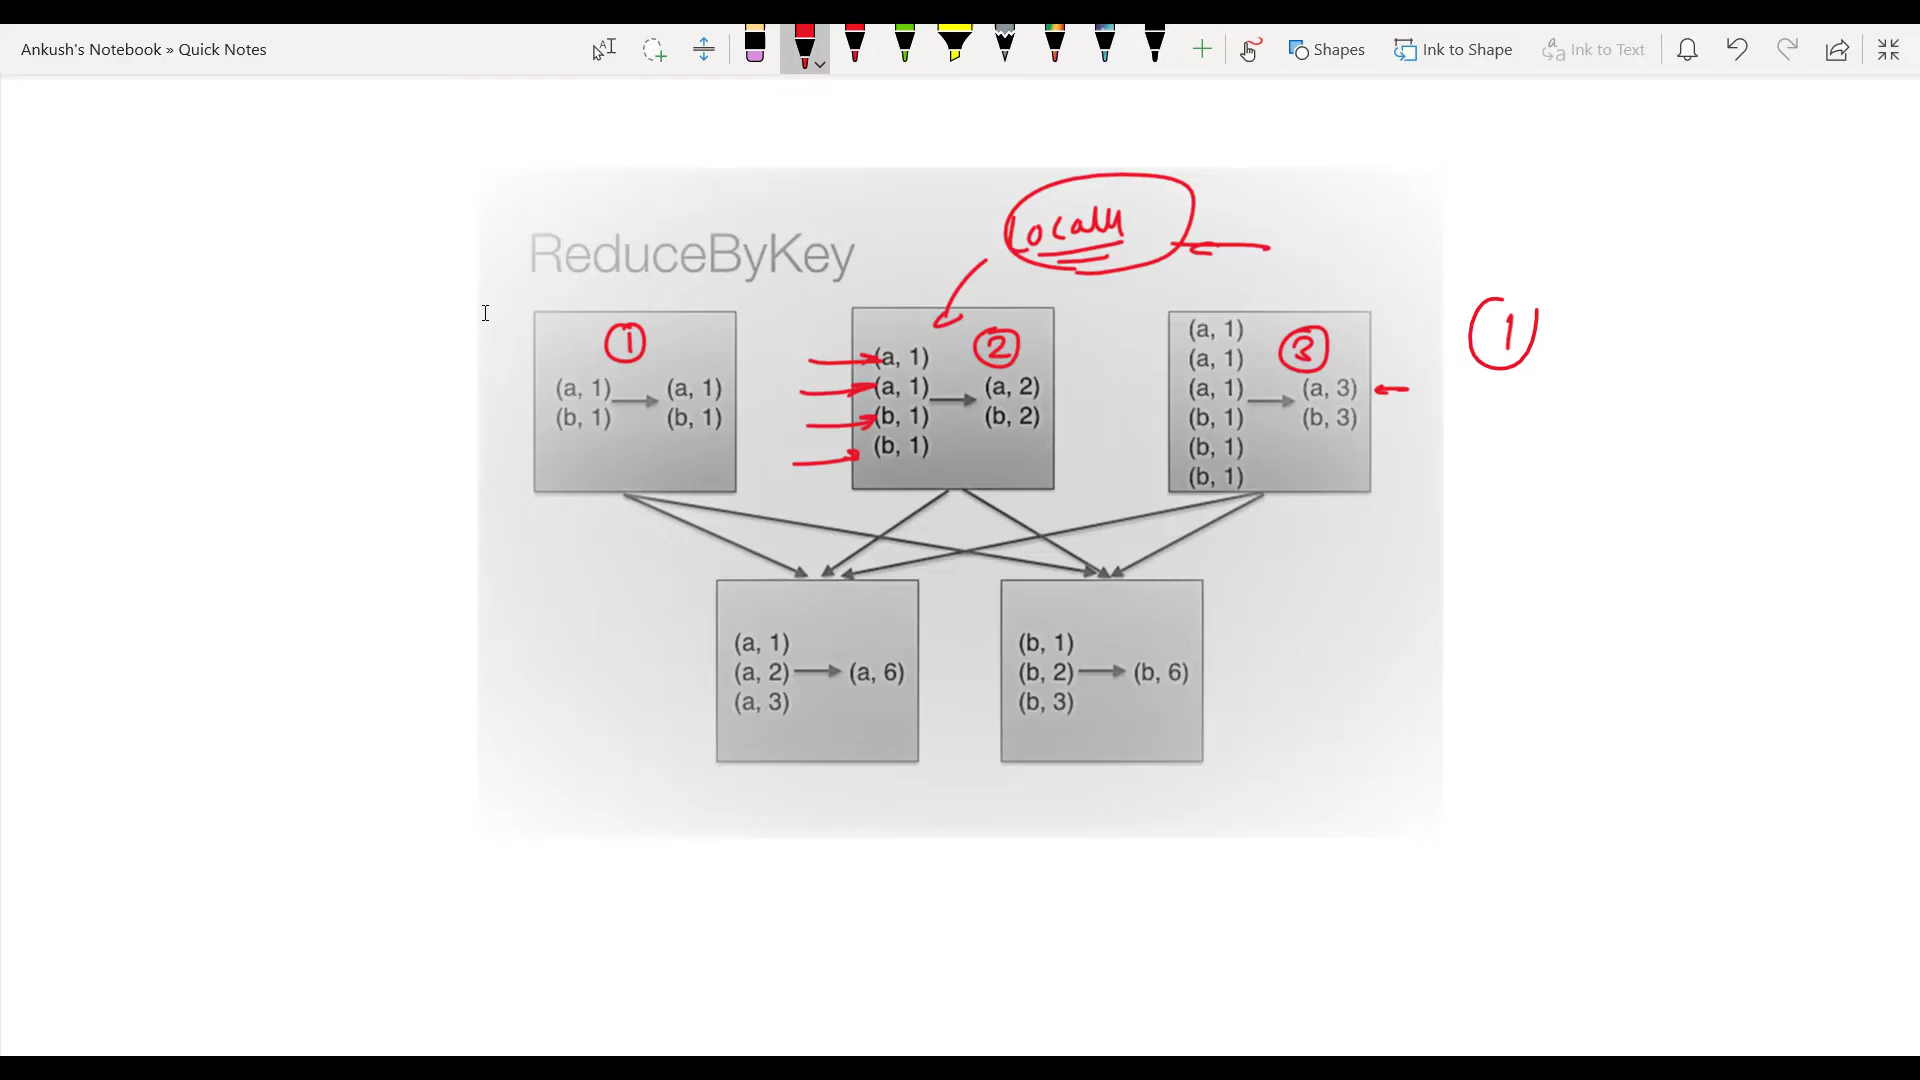 Ankush's Notebook » Quick Notes
Shapes
Ink to Shape
Ink to Text
Locally
ReduceByKey
1
(a, 1) (a, 1)
(b, 1) (b, 1)
2
(a, 1)
(a, 1) (a, 2)
(b, 1) (b, 2)
(b, 1)
3
(a, 1)
(a, 1)
(a, 1) (a, 3)
(b, 1) (b, 3)
(b, 1)
(b, 1)
1
(a, 1)
(a, 2) (a, 6)
(a, 3)
(b, 1)
(b, 2) (b, 6)
(b, 3)